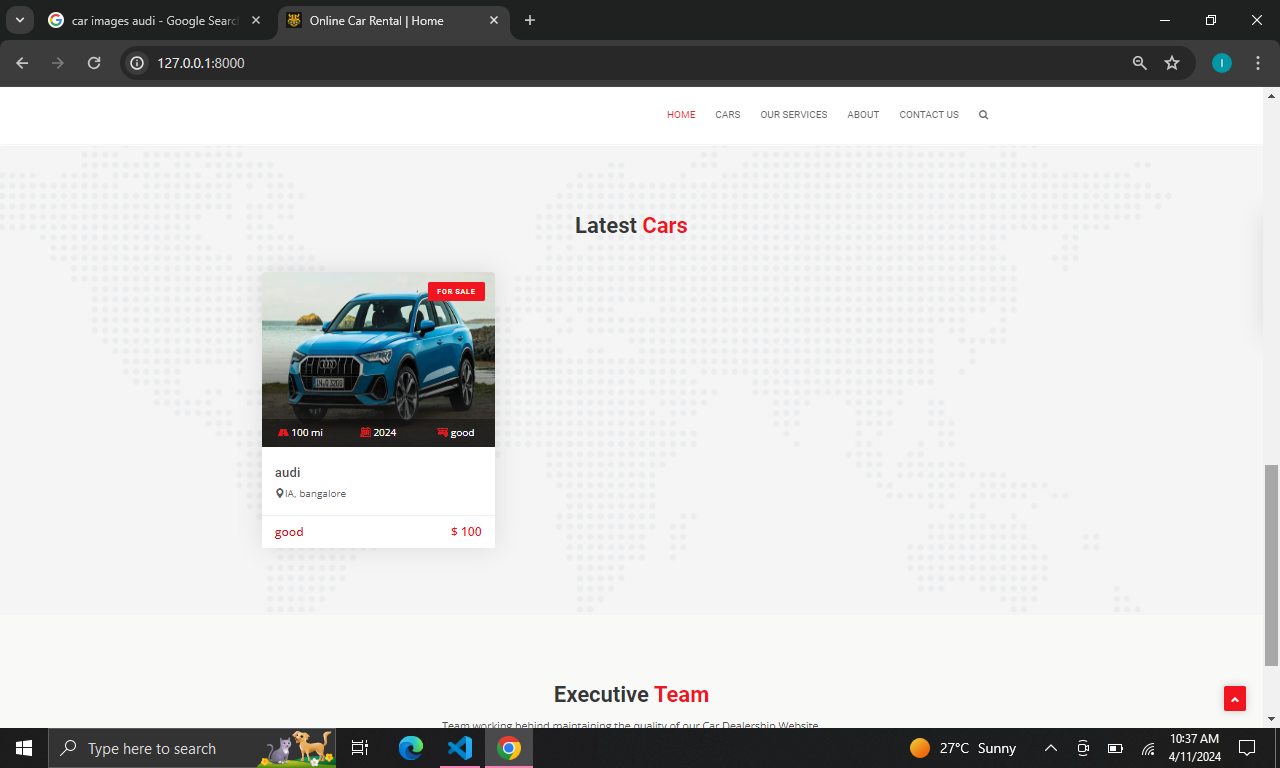 car images audi - Google Searc
Online Car Rental | Home
127.0.0.1:8000
I
HOME CARS OUR SERVICES ABOUT CONTACT US
Latest Cars
FOR SALE
100 mi 2024 good
audi
IA, bangalore
good $ 100
Executive Team
Team working behind maintaining the quality of our Car Dealership Website
Type here to search
27°C Sunny
10:37 AM
4/11/2024